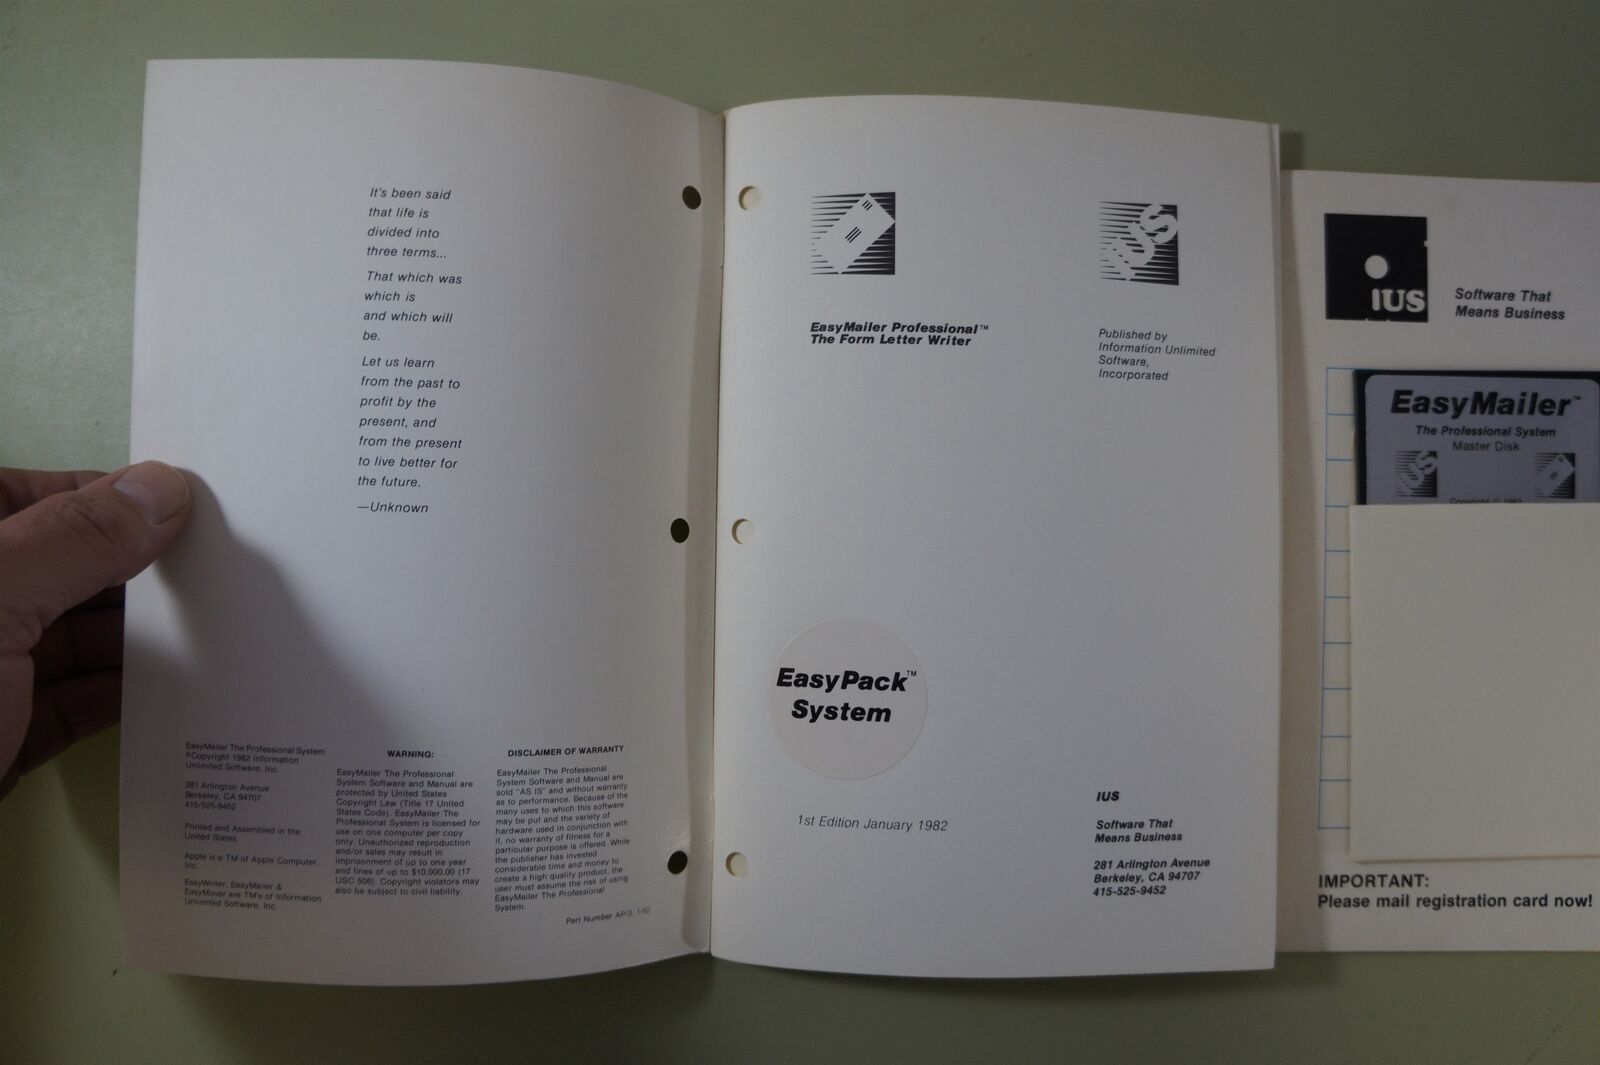 It's been said
that life is
divided into
three terms...
That which was
which is
and which will
be.
Let us learn
from the past to
profit by the
present, and
from the present
to live better for
the future.
—Unknown
EasyMailer The Professional System
©Copyright 1982 Information
Unlimited Software, Inc.
281 Arlington Avenue
Berkeley, CA 94707
415/525-9452
Printed and Assembled in the
United States
Apple is a TM of Apple Computer,
Inc.
EasyWriter, EasyMailer &
EasyMover are TM's of Information
Unlimited Software, Inc.
WARNING:
EasyMailer The Professional
System Software and Manual are
protected by United States
Copyright Law (Title 17 United
States Code). EasyMailer The
Professional System is licensed for
use on one computer per copy
only. Unauthorized reproduction
and/or sales may result in
imprisonment of up to one year
and fines of up to $10,000.00 (17
USC 506). Copyright violators may
also be subject to civil liability.
DISCLAIMER OF WARRANTY
EasyMailer The Professional
System Software and Manual are
sold "AS IS" and without warranty
as to performance. Because of the
many uses to which this software
may be put and the variety of
hardware used in conjunction with
it, no warranty of fitness for a
particular purpose is offered. While
the publisher has invested
considerable time and money to
create a high quality product, the
user must assume the risk of using
EasyMailer The Professional
System.
Part Number AP/3. 1/82
EasyMailer Professional™
The Form Letter Writer
IUS
Published by
Information Unlimited
Software,
Incorporated
EasyPack™
System
1st Edition January 1982
IUS
Software That
Means Business
281 Arlington Avenue
Berkeley, CA 94707
415-525-9452
IUS
Software That
Means Business
EasyMailer™
The Professional System
Master Disk
IUS
Copyright © 1982
IMPORTANT:
Please mail registration card now!